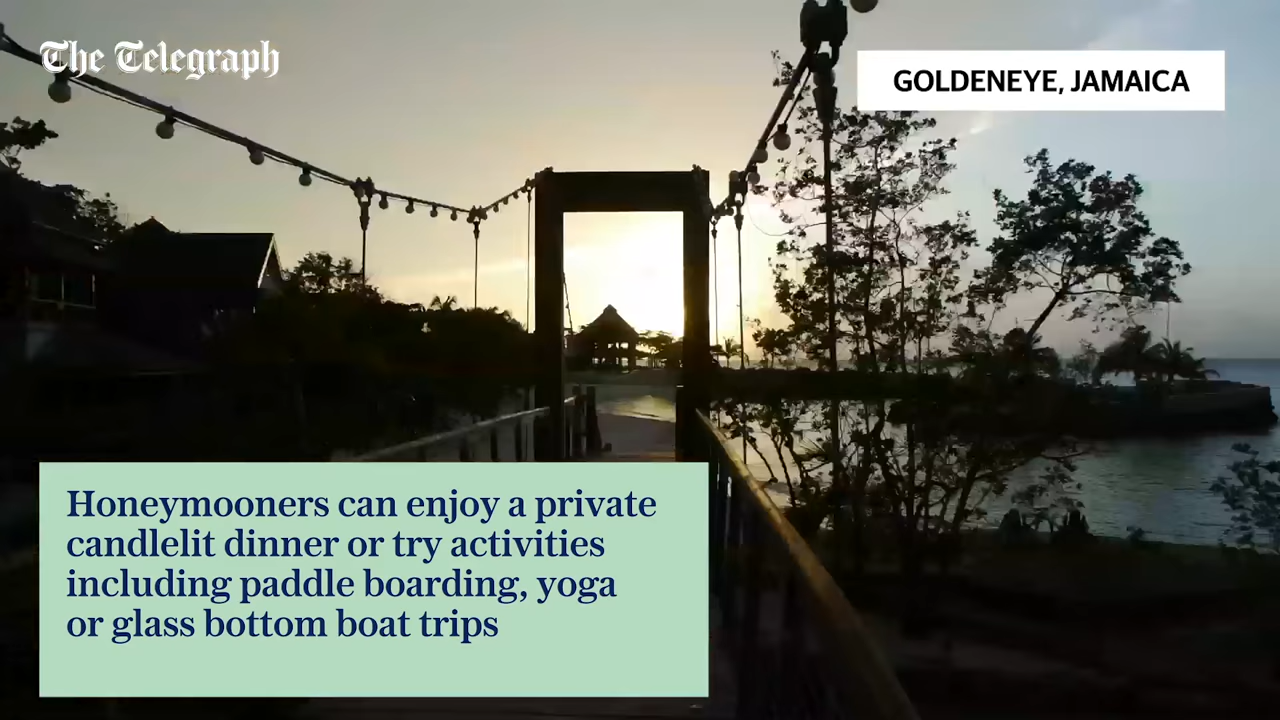 The Telegraph
GOLDENEYE, JAMAICA
Honeymooners can enjoy a private
candlelit dinner or try activities
including paddle boarding, yoga
or glass bottom boat trips